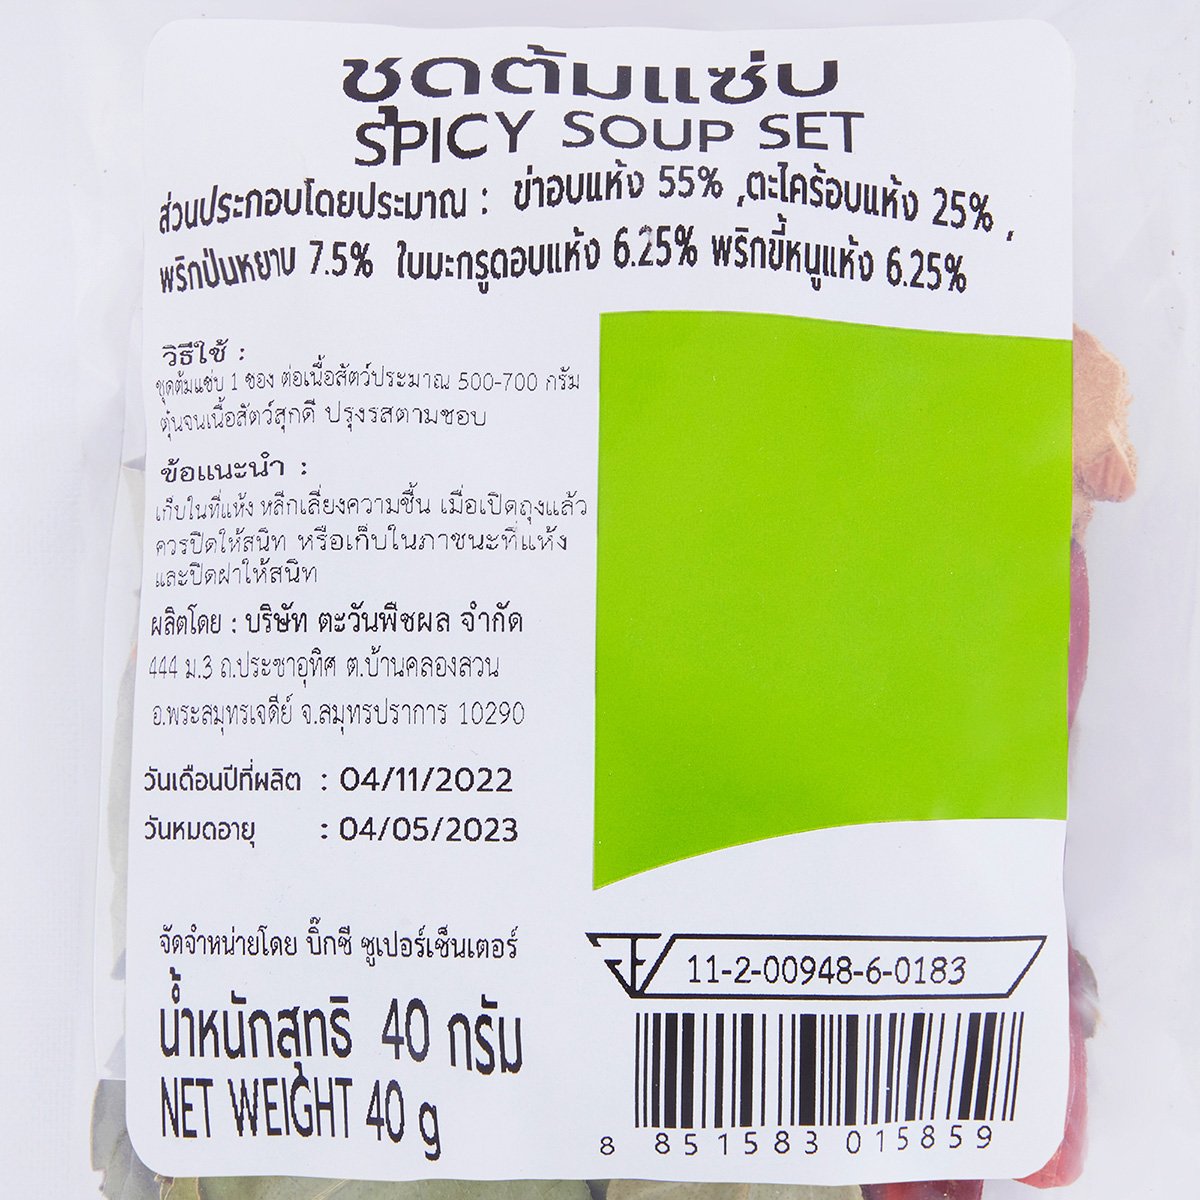 ชุดต้มแซ่บ
SPICY SOUP SET
ส่วนประกอบโดยประมาณ : ข่าอบแห้ง 55% ,ตะไคร้อบแห้ง 25% ,
พริกป่นหยาบ 7.5% ใบมะกรูดอบแห้ง 6.25% พริกขี้หนูแห้ง 6.25%
วิธีใช้ :
ชุดต้มแซ่บ 1 ซอง ต่อเนื้อสัตว์ประมาณ 500-700 กรัม
ตุ๋นจนเนื้อสัตว์สุกดี ปรุงรสตามชอบ
ข้อแนะนำ :
เก็บในที่แห้ง หลีกเลี่ยงความชื้น เมื่อเปิดถุงแล้ว
ควรปิดให้สนิท หรือเก็บในภาชนะที่แห้ง
และปิดฝาให้สนิท
ผลิตโดย : บริษัท ตะวันพืชผล จำกัด
444 ม.3 ถ.ประชาอุทิศ ต.บ้านคลองสวน
อ.พระสมุทรเจดีย์ จ.สมุทรปราการ 10290
วันเดือนปีที่ผลิต : 04/11/2022
วันหมดอายุ : 04/05/2023
จัดจำหน่ายโดย บิ๊กซี ซูเปอร์เซ็นเตอร์
น้ำหนักสุทธิ 40 กรัม
NET WEIGHT 40 g
11-2-00948-6-0183
8 851583 015859